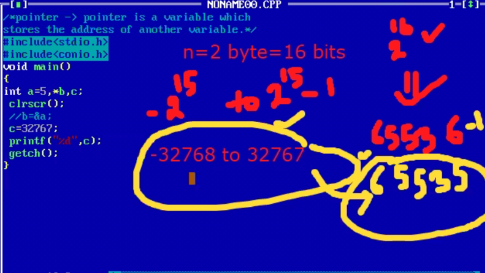 NONAME00.CPP
1=[↕]
/*pointer -> pointer is a variable which
stores the address of another variable.*/
#include<stdio.h>
#include<conio.h>
void main()
{
int a=5,*b,c;
clrscr();
//b=&a;
c=32767;
printf("%d",c);
getch();
}
n=2 byte=16 bits
2^16
-2^15 to 2^15-1
65536-1
-32768 to 32767
65535